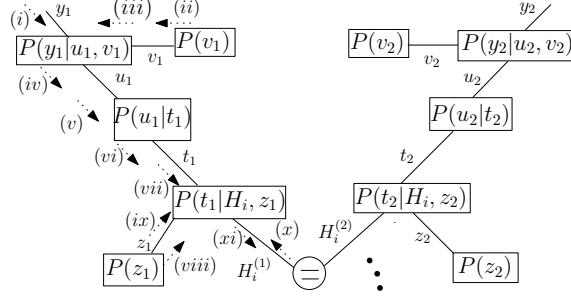 (i) y₁ (iii) (ii) y₂
P(y₁|u₁, v₁) v₁ P(v₁) P(v₂) v₂ P(y₂|u₂, v₂)
(iv) u₁ u₂
(v) P(u₁|t₁) P(u₂|t₂)
(vi) t₁ t₂
(vii)
P(t₁|Hᵢ, z₁) P(t₂|Hᵢ, z₂)
(ix) (xi) (x)
z₁ Hᵢ⁽²⁾ z₂
P(z₁) (viii) Hᵢ⁽¹⁾ = P(z₂)